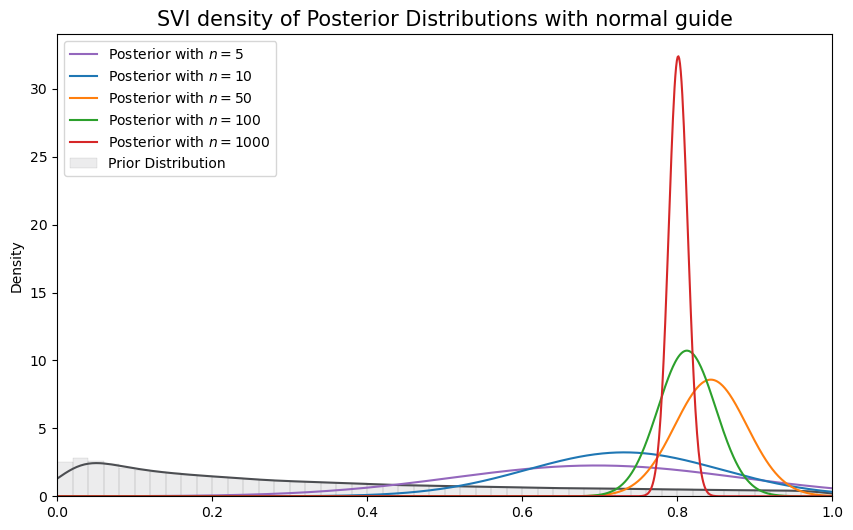 SVI density of Posterior Distributions with normal guide
Posterior with n = 5
Posterior with n = 10
Posterior with n = 50
Posterior with n = 100
Posterior with n = 1000
Prior Distribution
Density
30
25
20
15
10
5
0
0.0 0.2 0.4 0.6 0.8 1.0